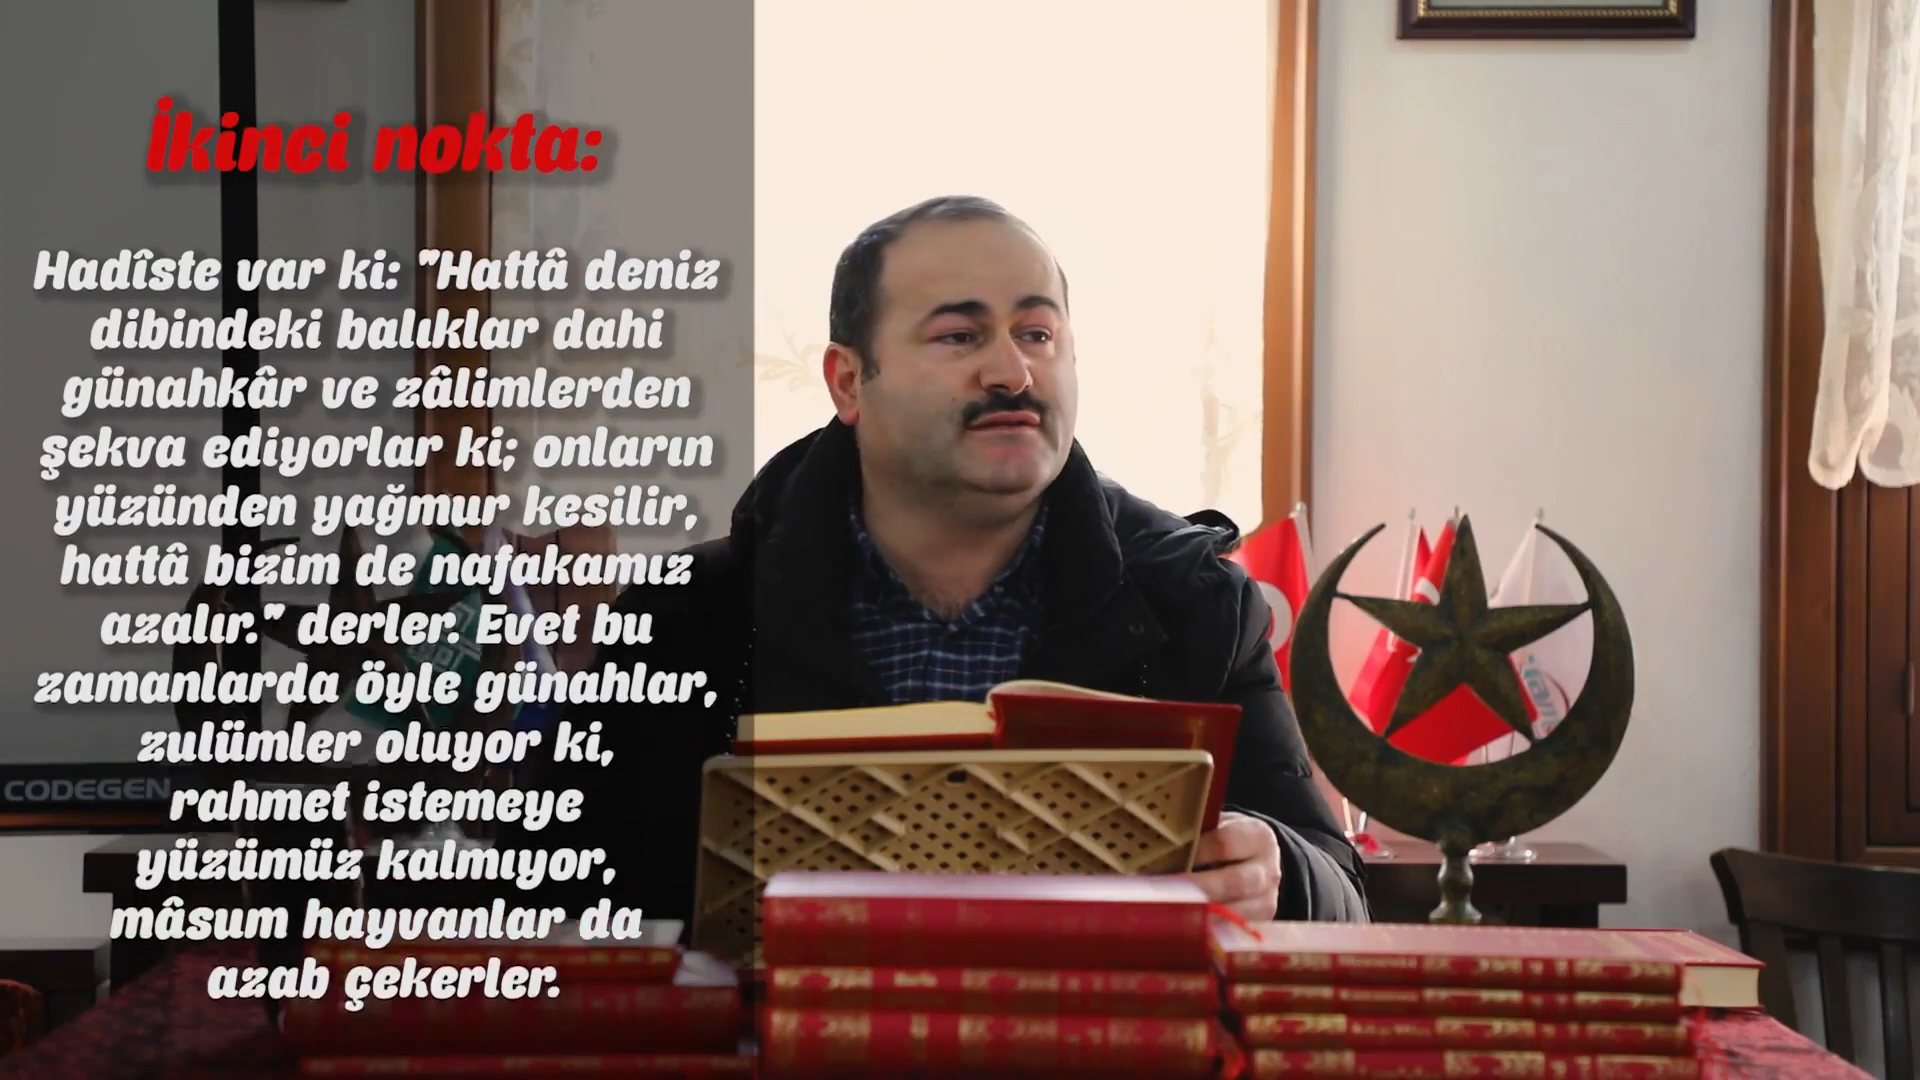 İkinci nokta:
Hadîste var ki: "Hattâ deniz
dibindeki balıklar dahi
günahkâr ve zâlimlerden
şekva ediyorlar ki; onların
yüzünden yağmur kesilir,
hattâ bizim de nafakamız
azalır." derler. Evet bu
zamanlarda öyle günahlar,
zulümler oluyor ki,
rahmet istemeye
yüzümüz kalmıyor,
mâsum hayvanlar da
azab çekerler.
CODEGEN